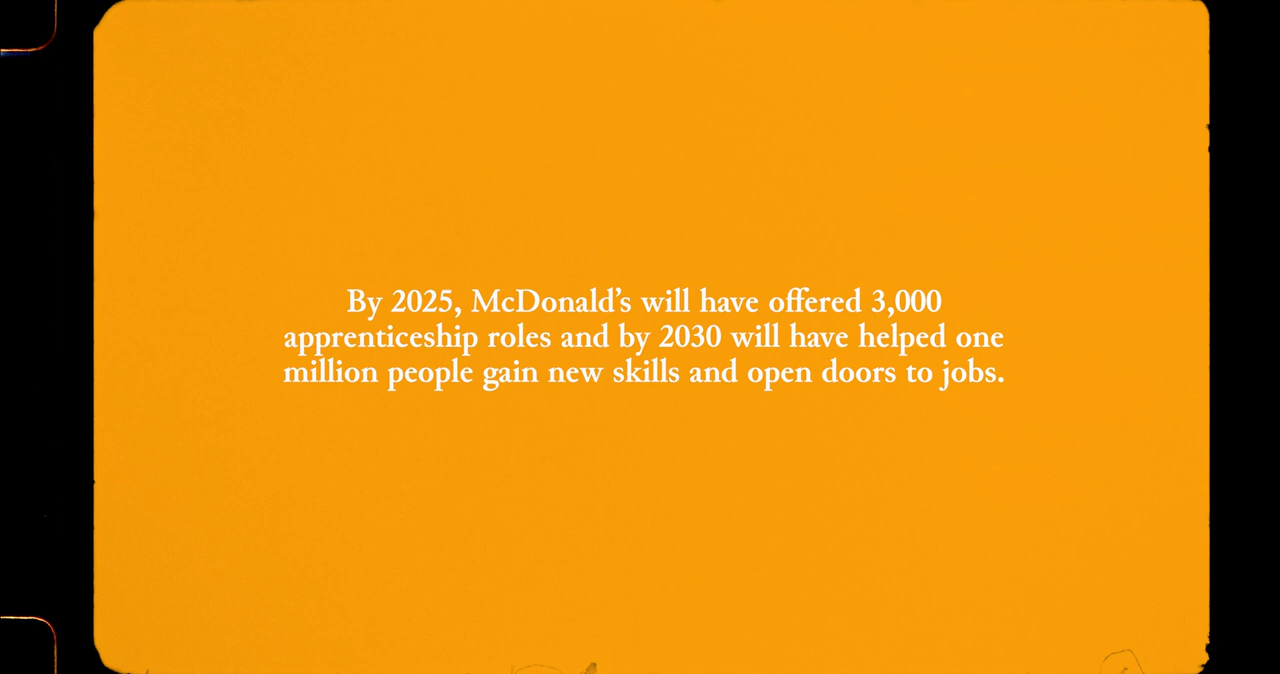 By 2025, McDonald’s will have offered 3,000
apprenticeship roles and by 2030 will have helped one
million people gain new skills and open doors to jobs.